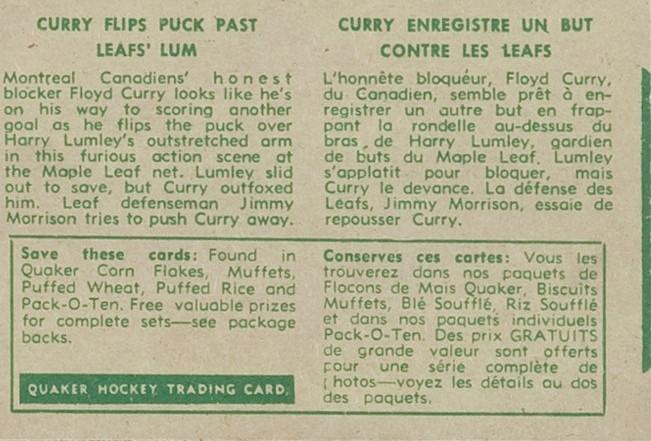 CURRY FLIPS PUCK PAST
LEAFS' LUM
Montreal Canadiens' honest
blocker Floyd Curry looks like he's
on his way to scoring another
goal as he flips the puck over
Harry Lumley's outstretched arm
in this furious action scene at
the Maple Leaf net. Lumley slid
out to save, but Curry outfoxed
him. Leaf defenseman Jimmy
Morrison tries to push Curry away.
CURRY ENREGISTRE UN BUT
CONTRE LES LEAFS
L'honnête bloquéur, Floyd Curry,
du Canadien, semble prêt à en-
registrer un autre but en frap-
pant la rondelle au-dessus du
bras de Harry Lumley, gardien
de buts du Maple Leaf. Lumley
s'applatit pour bloquer, mais
Curry le devance. La défense des
Leafs, Jimmy Morrison, essaie de
repousser Curry.
Save these cards: Found in
Quaker Corn Flakes, Muffets,
Puffed Wheat, Puffed Rice and
Pack-O-Ten. Free valuable prizes
for complete sets—see package
backs.
QUAKER HOCKEY TRADING CARD.
Conserves ces cartes: Vous les
trouverez dans nos paquets de
Flocons de Mais Quaker, Biscuits
Muffets, Blé Soufflé, Riz Soufflé
et dans nos paquets individuels
Pack-O-Ten. Des prix GRATUITS
de grande valeur sont offerts
pour une série complète de
photos—voyez les détails au dos
des paquets.